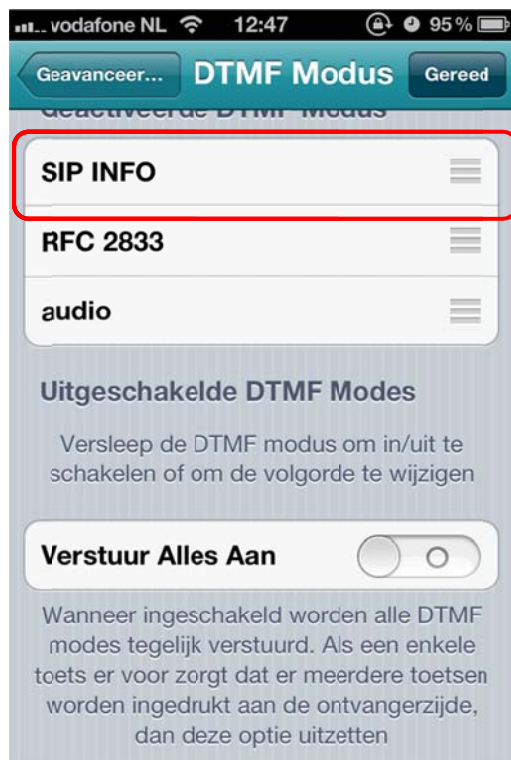 vodafone NL 12:47 95%
Geavanceer... DTMF Modus Gereed
Geactiveerde DTMF Modus
SIP INFO
RFC 2833
audio
Uitgeschakelde DTMF Modes
Versleep de DTMF modus om in/uit te
schakelen of om de volgorde te wijzigen
Verstuur Alles Aan
Wanneer ingeschakeld worden alle DTMF
modes tegelijk verstuurd. Als een enkele
toets er voor zorgt dat er meerdere toetsen
worden ingedrukt aan de ontvangerzijde,
dan deze optie uitzetten